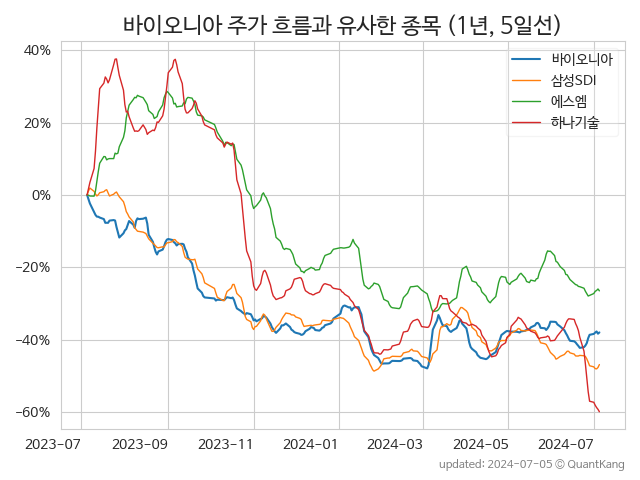 바이오니아 주가 흐름과 유사한 종목 (1년, 5일선)
40%
20%
0%
−20%
−40%
−60%
바이오니아
삼성SDI
에스엠
하나기술
2023−07
2023−09
2023−11
2024−01
2024−03
2024−05
2024−07
updated: 2024-07-05 © QuantKang